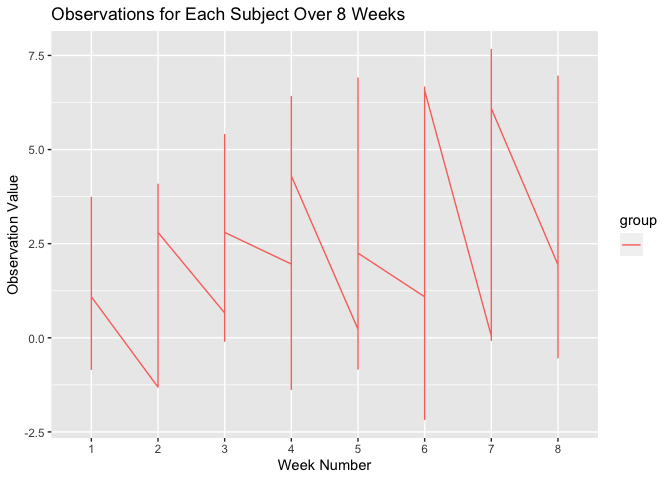 Observations for Each Subject Over 8 Weeks
Observation Value
7.5
5.0
2.5
0.0
-2.5
1 2 3 4 5 6 7 8
Week Number
group